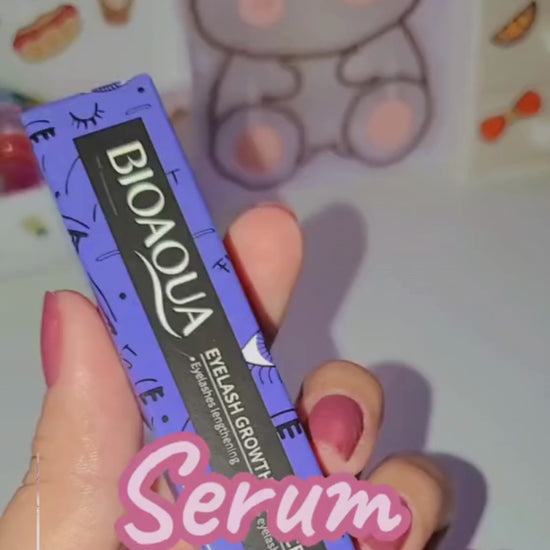 BIOAQUA
EYELASH GROWTH
Eyelashes lengthening
Serum